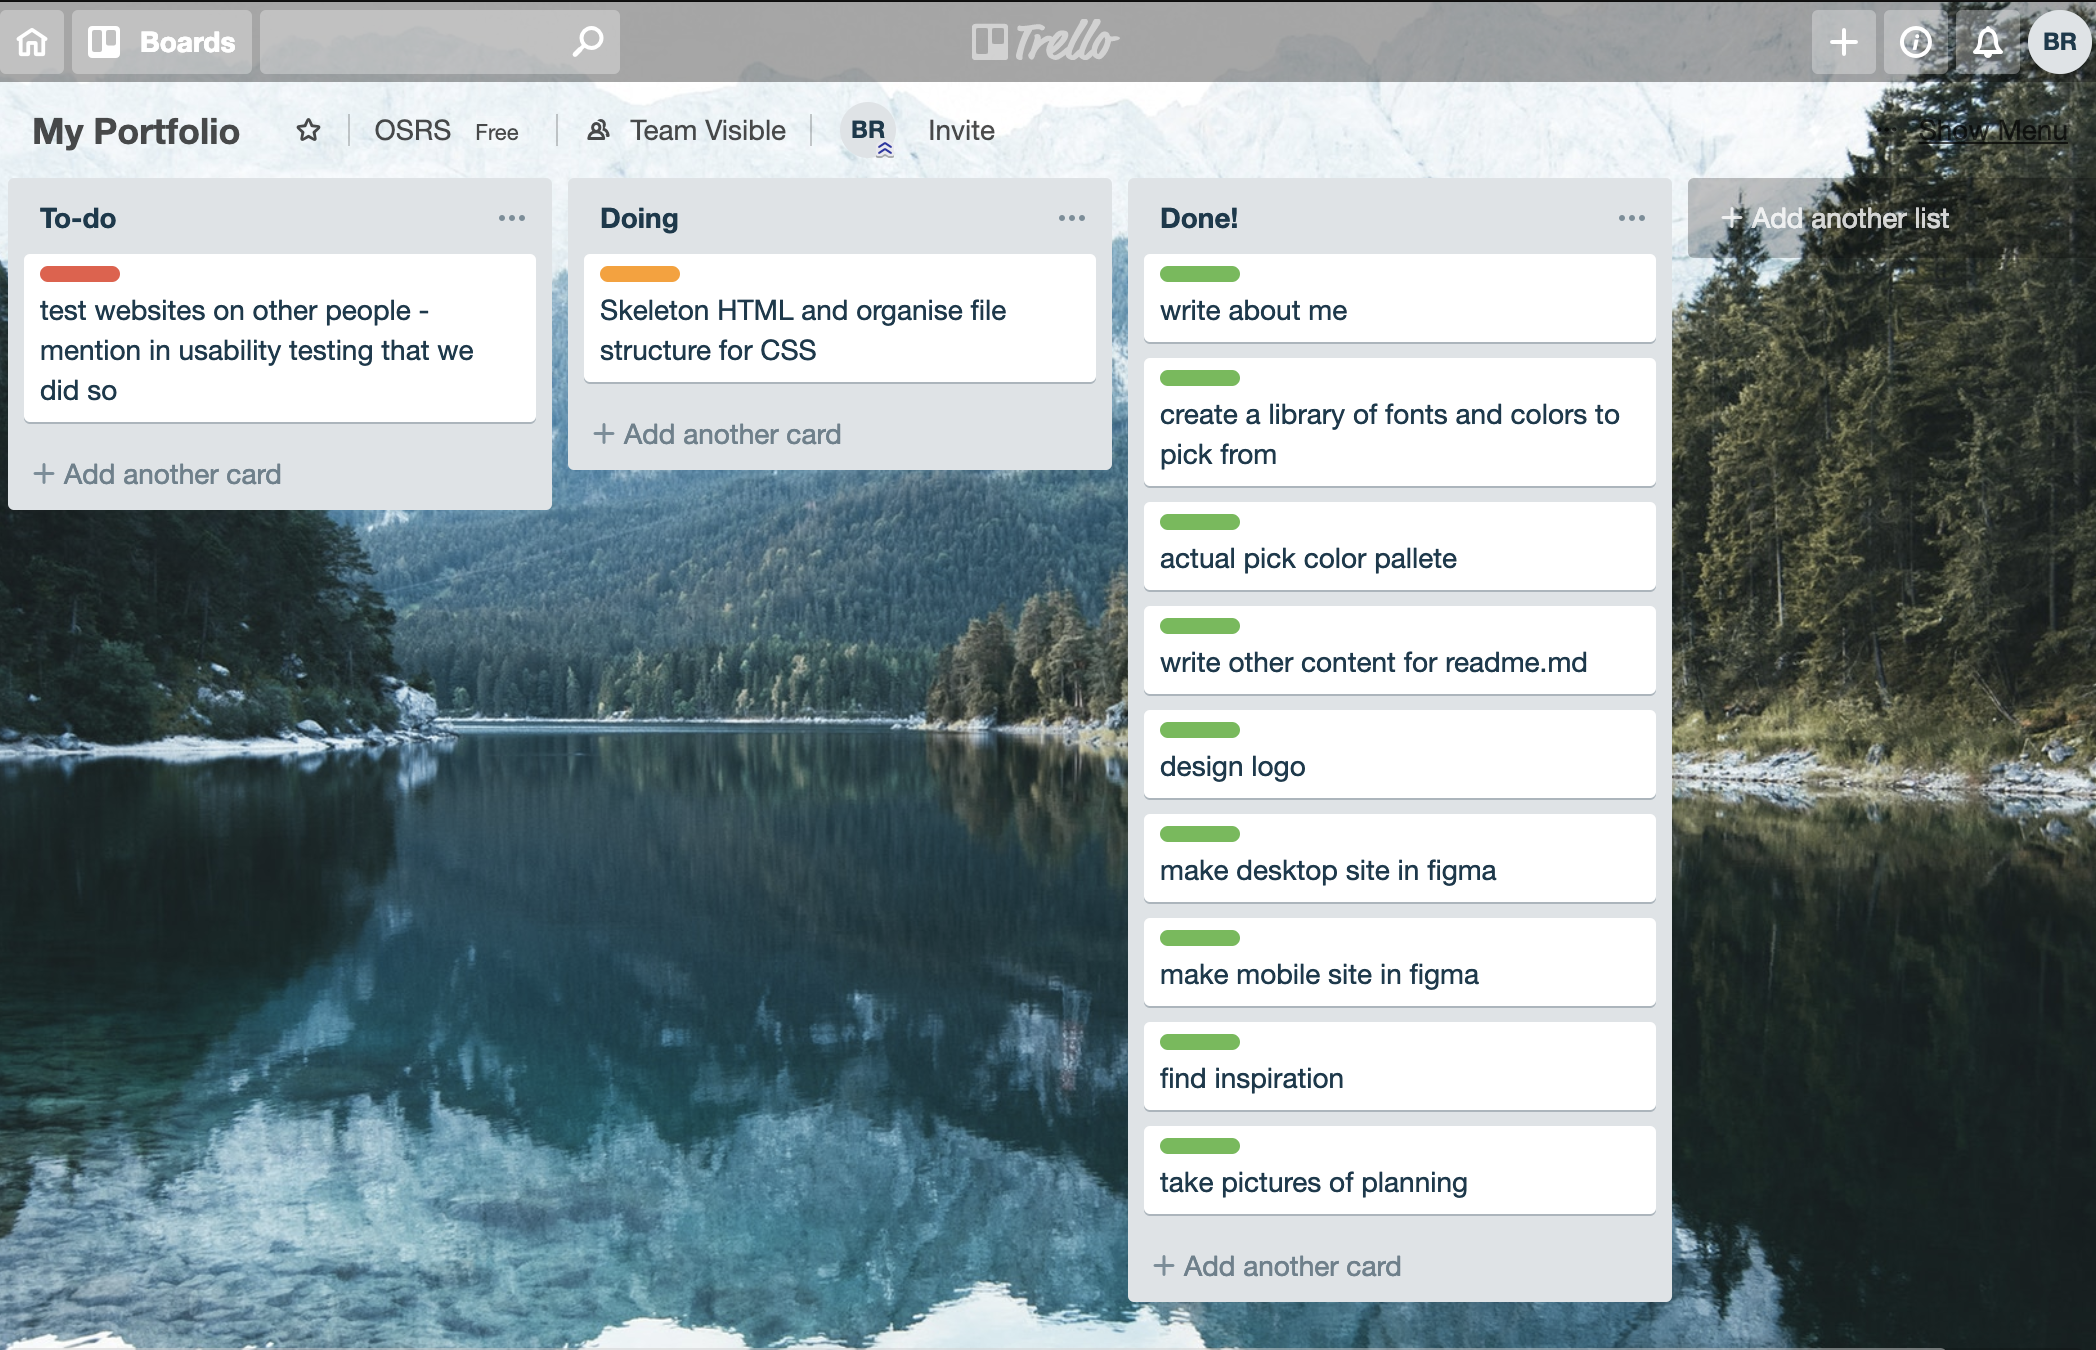 Boards
Trello
BR
My Portfolio
OSRS Free
Team Visible
BR
Invite
Show Menu
To-do
test websites on other people -
mention in usability testing that we
did so
+ Add another card
Doing
Skeleton HTML and organise file
structure for CSS
+ Add another card
Done!
write about me
create a library of fonts and colors to
pick from
actual pick color pallete
write other content for readme.md
design logo
make desktop site in figma
make mobile site in figma
find inspiration
take pictures of planning
+ Add another card
+ Add another list